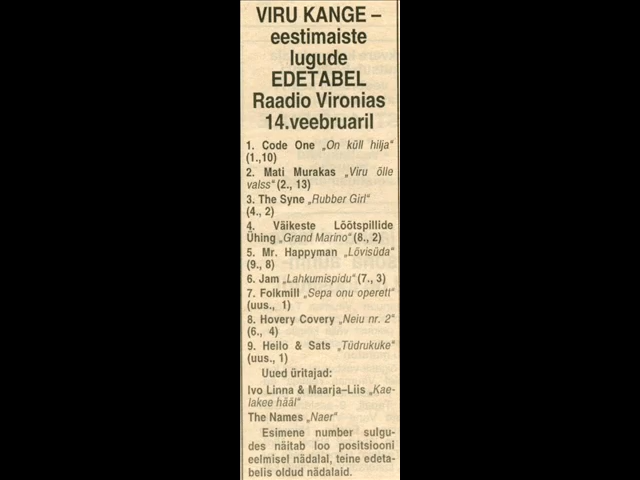 VIRU KANGE –
eestimaiste
lugude
EDETABEL
Raadio Vironias
14.veebruaril
1. Code One „On küll hilja“
(1.,10)
2. Mati Murakas „Viru õlle
valss“ (2., 13)
3. The Syne „Rubber Girl“
(4., 2)
4. Väikeste Lõõtspillide
Ühing „Grand Marino“ (8., 2)
5. Mr. Happyman „Lõvisüda“
(9., 8)
6. Jam „Lahkumispidu“ (7., 3)
7. Folkmill „Sepa onu operett“
(uus., 1)
8. Hovery Covery „Neiu nr. 2“
(6., 4)
9. Heilo & Sats „Tüdrukuke“
(uus., 1)
Uued üritajad:
Ivo Linna & Maarja–Liis „Kae-
lakee hääl“
The Names „Naer“
Esimene number sulgu-
des näitab loo positsiooni
eelmisel nädalal, teine edeta-
belis oldud nädalaid.